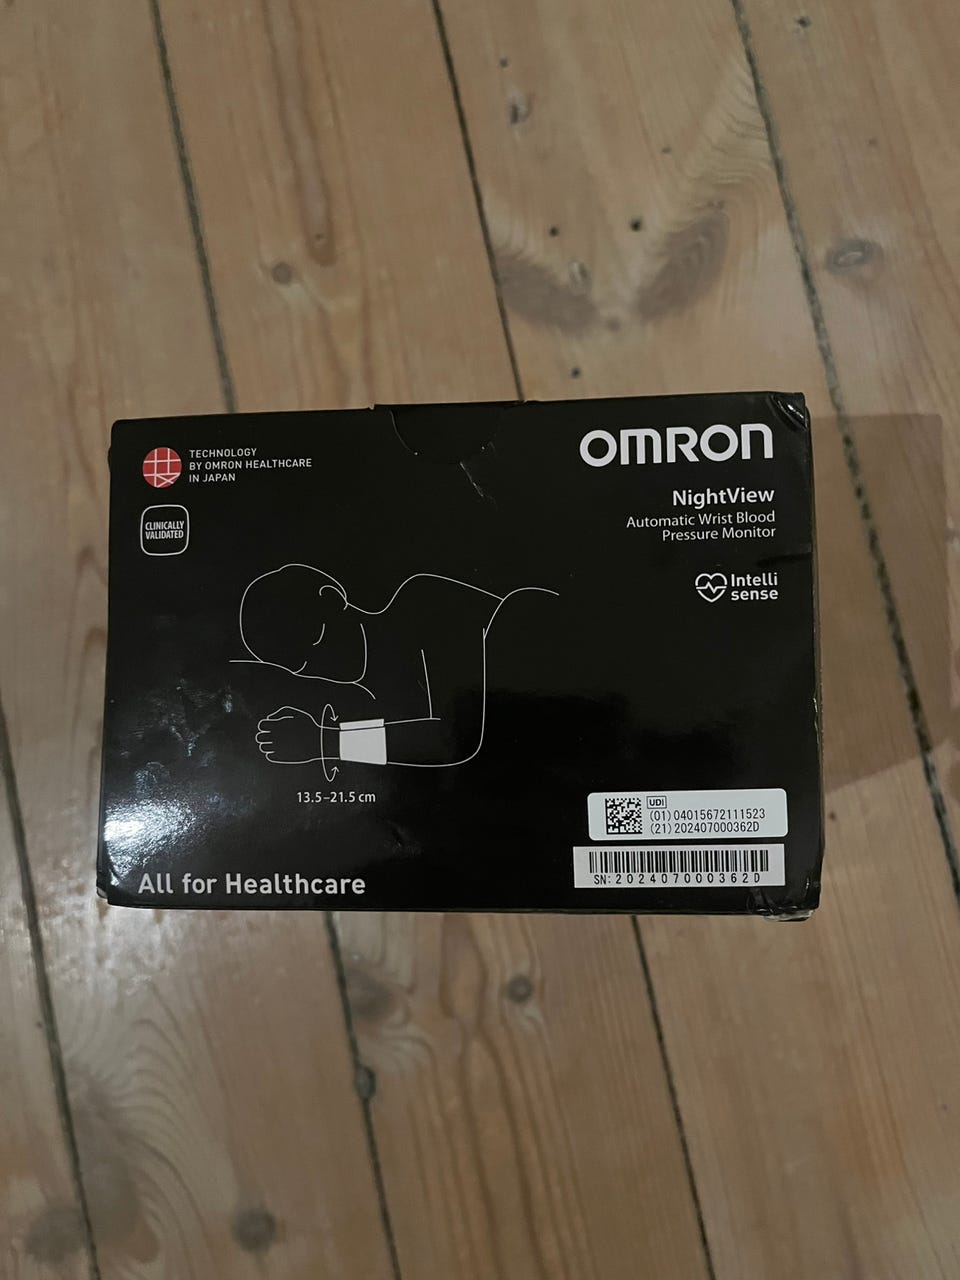 TECHNOLOGY
BY OMRON HEALTHCARE
IN JAPAN
CLINICALLY
VALIDATED
OMRON
NightView
Automatic Wrist Blood
Pressure Monitor
Intelli
sense
13.5–21.5 cm
UDI
(01) 04015672111523
(21) 202407000362D
SN: 202407000362D
All for Healthcare